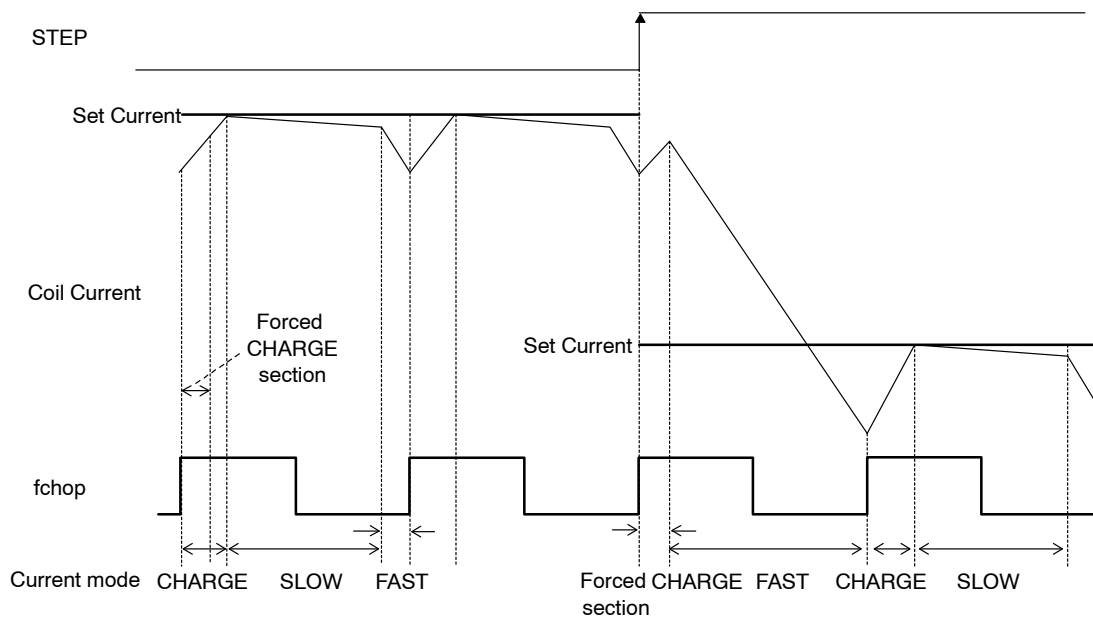 STEP
Set Current
Coil Current
Forced
CHARGE
section
Set Current
fchop
Current mode CHARGE SLOW FAST Forced CHARGE FAST CHARGE SLOW
section